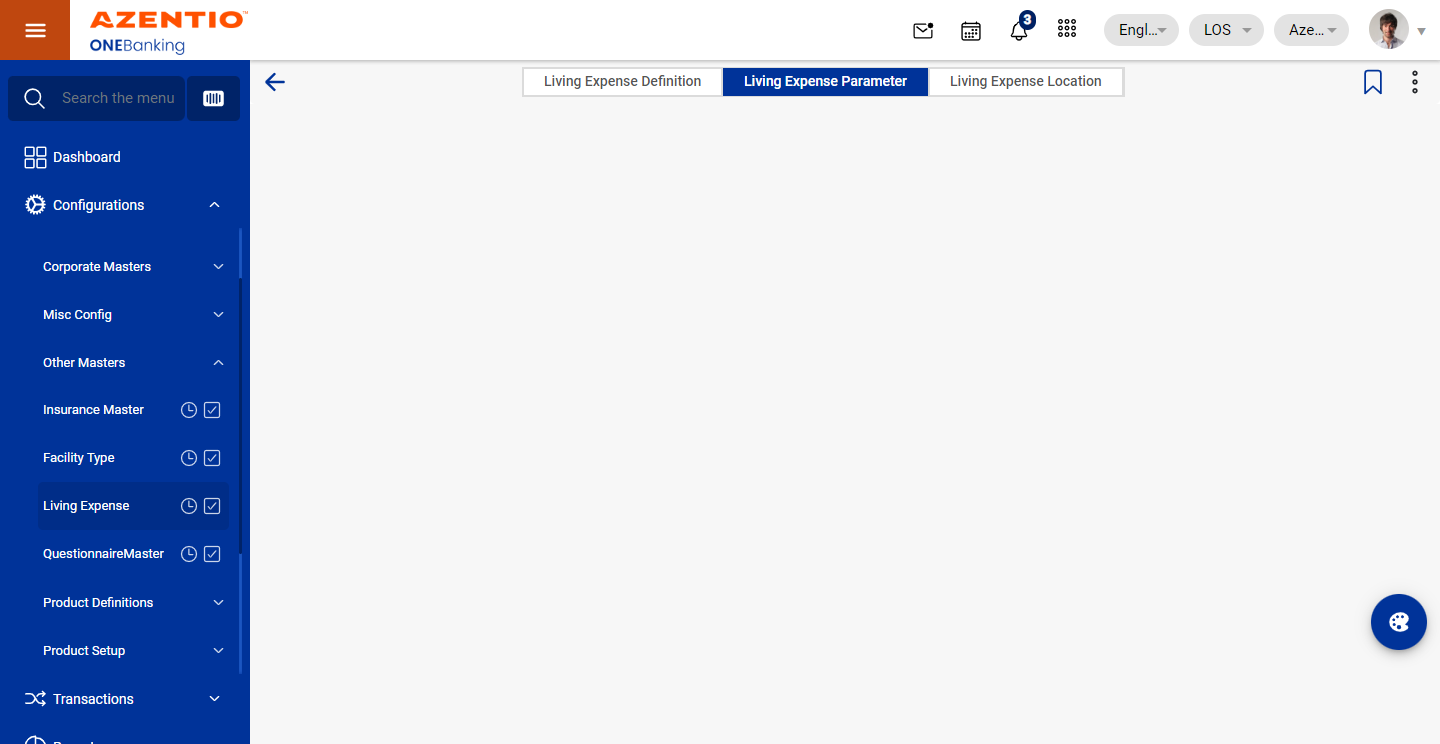 AZENTIO™
ONEBanking
3
Engl...
LOS
Aze...
Search the menu
Living Expense Definition
Living Expense Parameter
Living Expense Location
Dashboard
Configurations
Corporate Masters
Misc Config
Other Masters
Insurance Master
Facility Type
Living Expense
QuestionnaireMaster
Product Definitions
Product Setup
Transactions